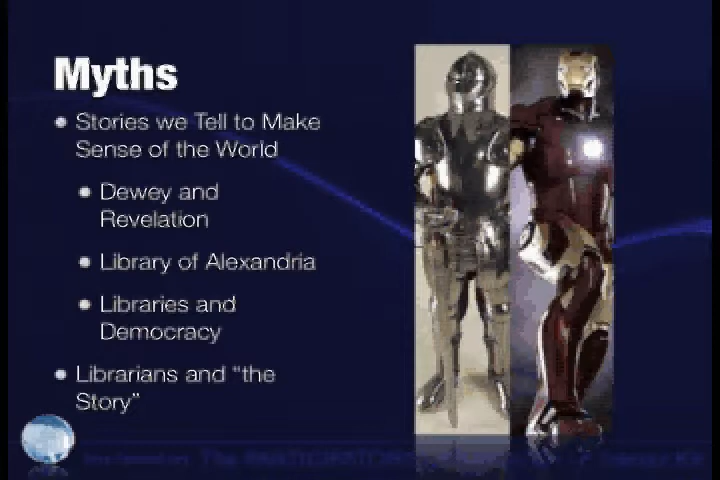 Myths
Stories we Tell to Make
Sense of the World
Dewey and
Revelation
Library of Alexandria
Libraries and
Democracy
Librarians and “the
Story”